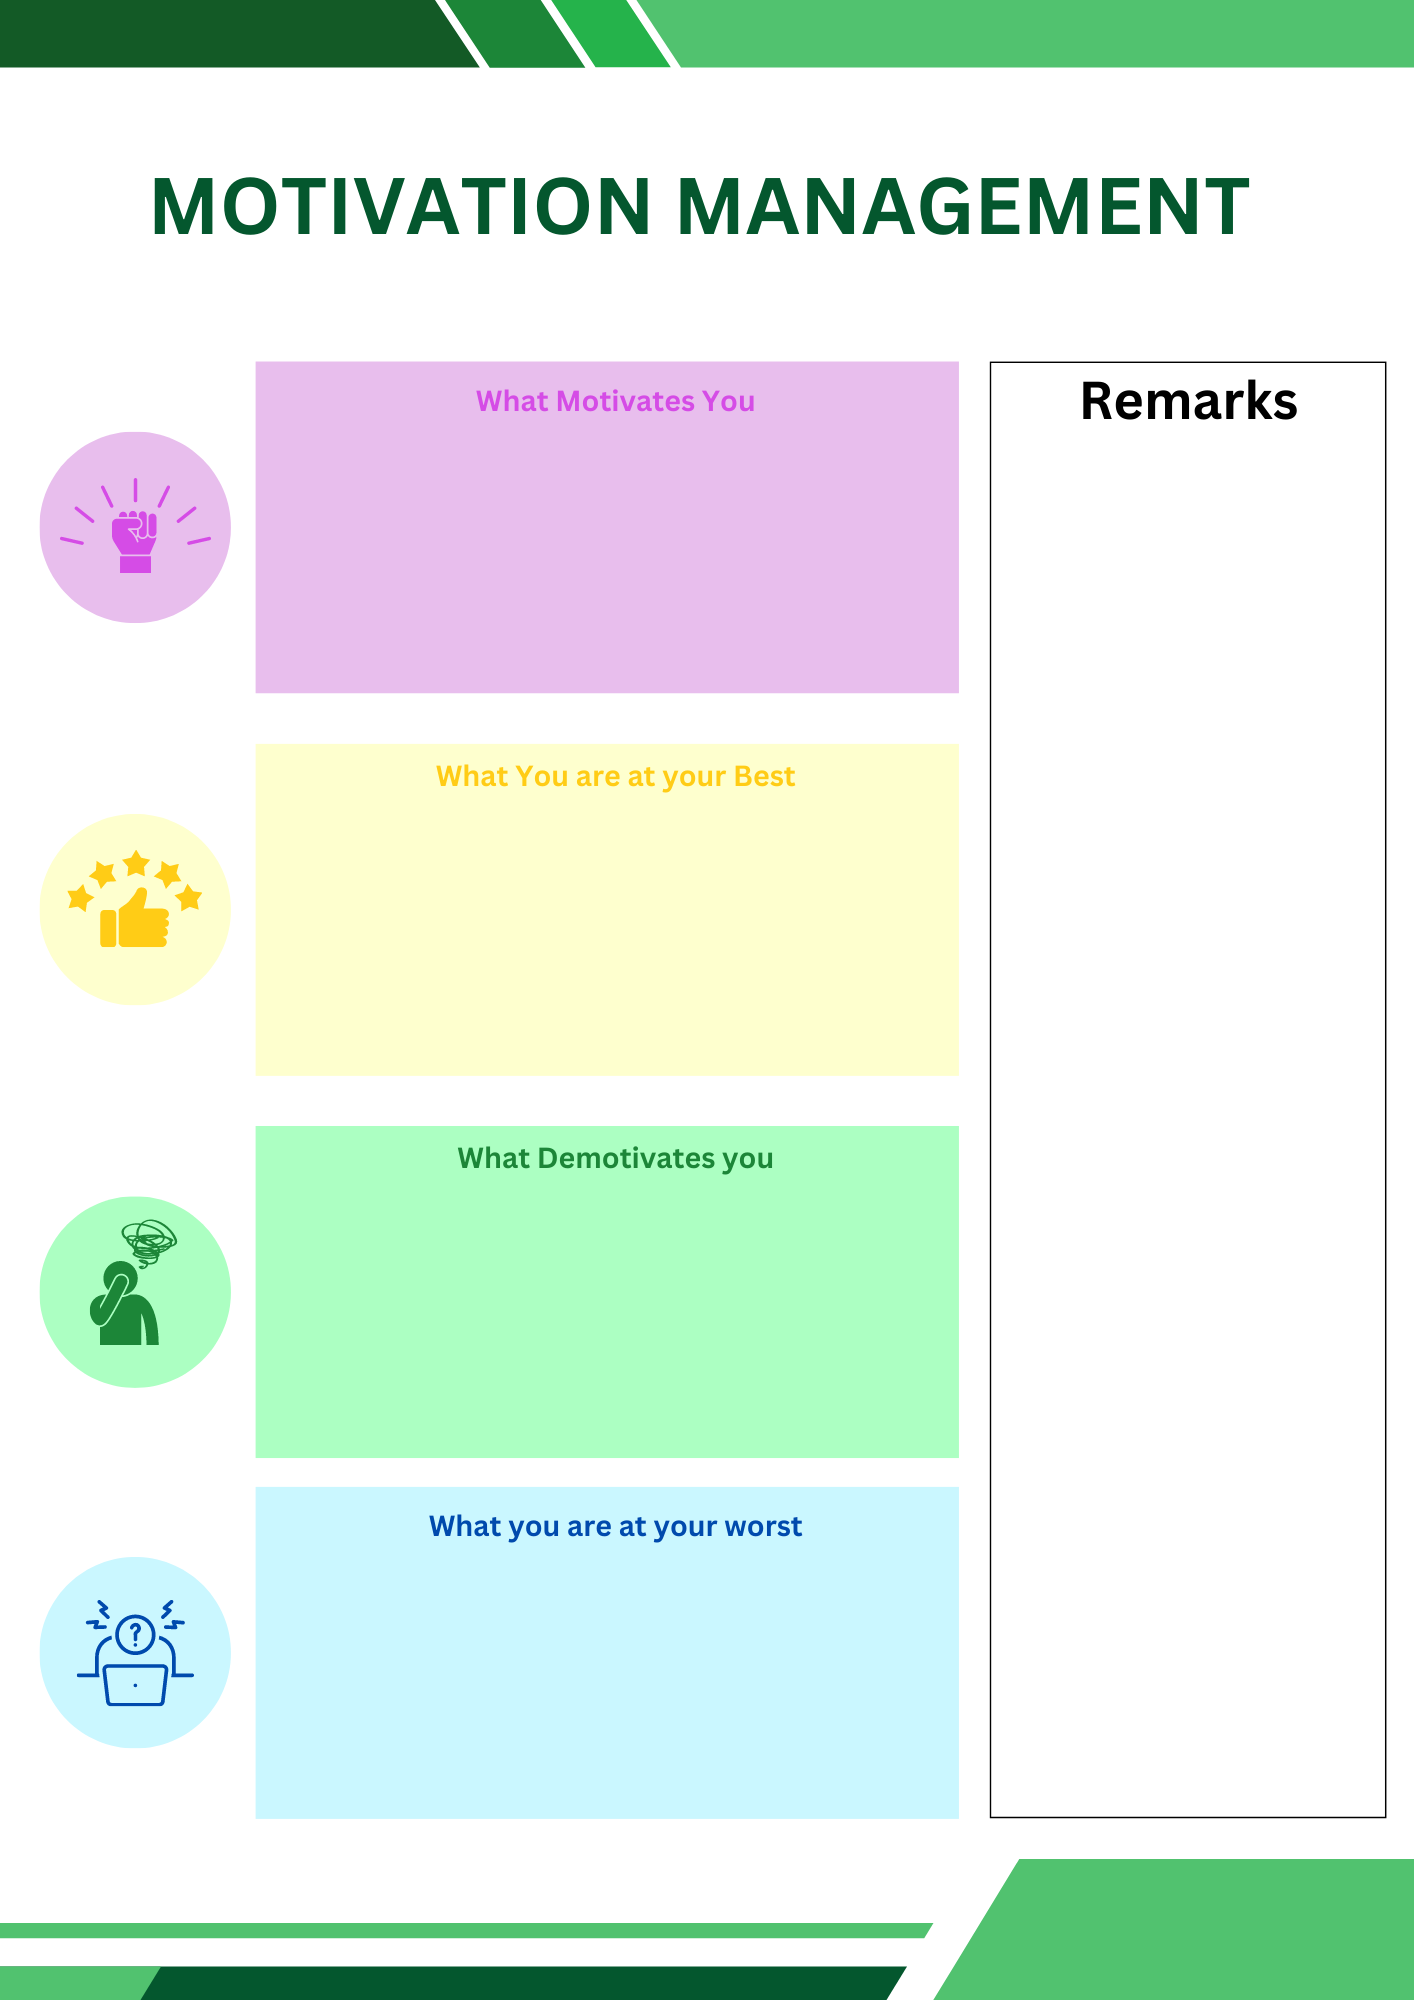 MOTIVATION MANAGEMENT
What Motivates You
Remarks
What You are at your Best
What Demotivates you
What you are at your worst
?